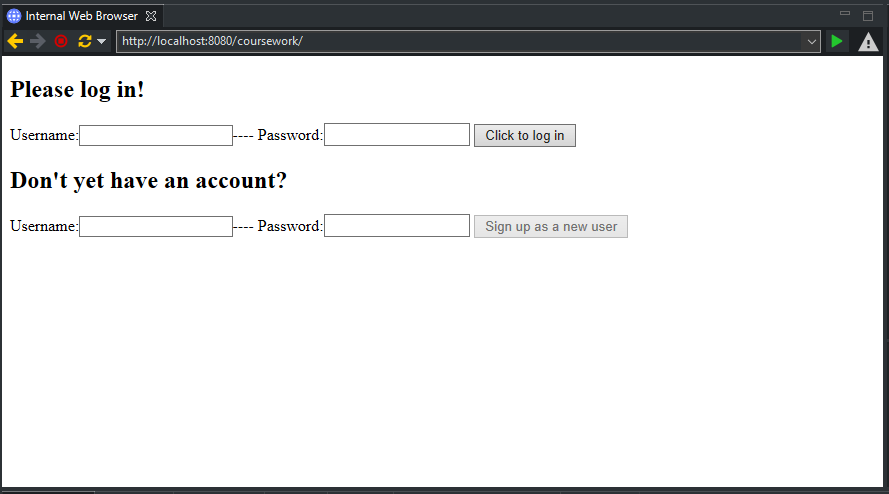 Internal Web Browser
http://localhost:8080/coursework/
Please log in!
Username: ---- Password: Click to log in
Don't yet have an account?
Username: ---- Password: Sign up as a new user